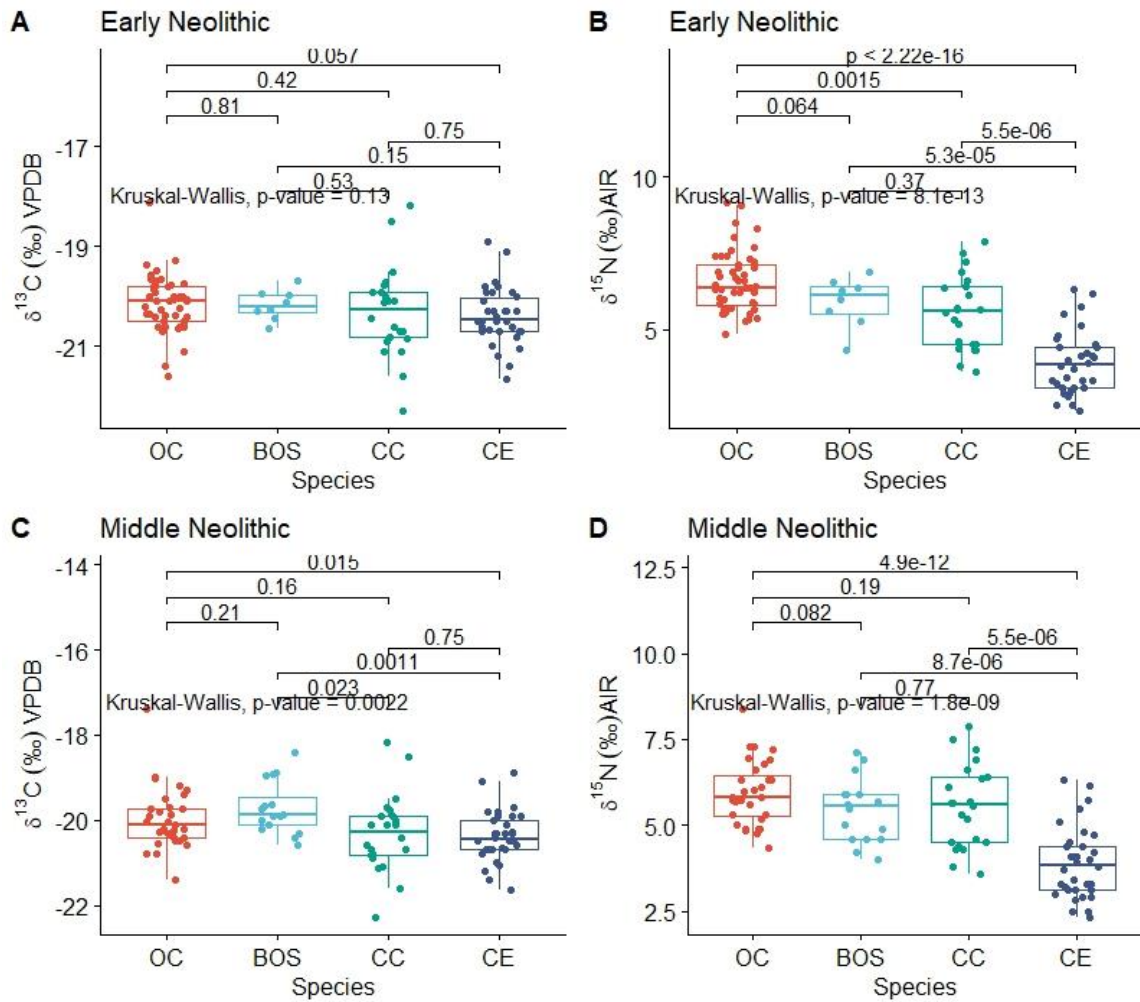 A Early Neolithic
0.057
0.42
0.81
0.75
0.15
0.53
Kruskal-Wallis, p-value = 0.13
-17
-19
-21
δ ¹³C (‰) VPDB
OC BOS CC CE
Species
B Early Neolithic
p < 2.22e-16
0.0015
0.064
5.5e-06
5.3e-05
0.37
Kruskal-Wallis, p-value = 8.1e-13
10
5
δ ¹⁵N (‰)AIR
OC BOS CC CE
Species
C Middle Neolithic
0.015
0.16
0.21
0.75
0.0011
0.023
Kruskal-Wallis, p-value = 0.0022
-14
-16
-18
-20
-22
δ ¹³C (‰) VPDB
OC BOS CC CE
Species
D Middle Neolithic
4.9e-12
0.19
0.082
5.5e-06
8.7e-06
0.77
Kruskal-Wallis, p-value = 1.8e-09
12.5
10.0
7.5
5.0
2.5
δ ¹⁵N (‰)AIR
OC BOS CC CE
Species